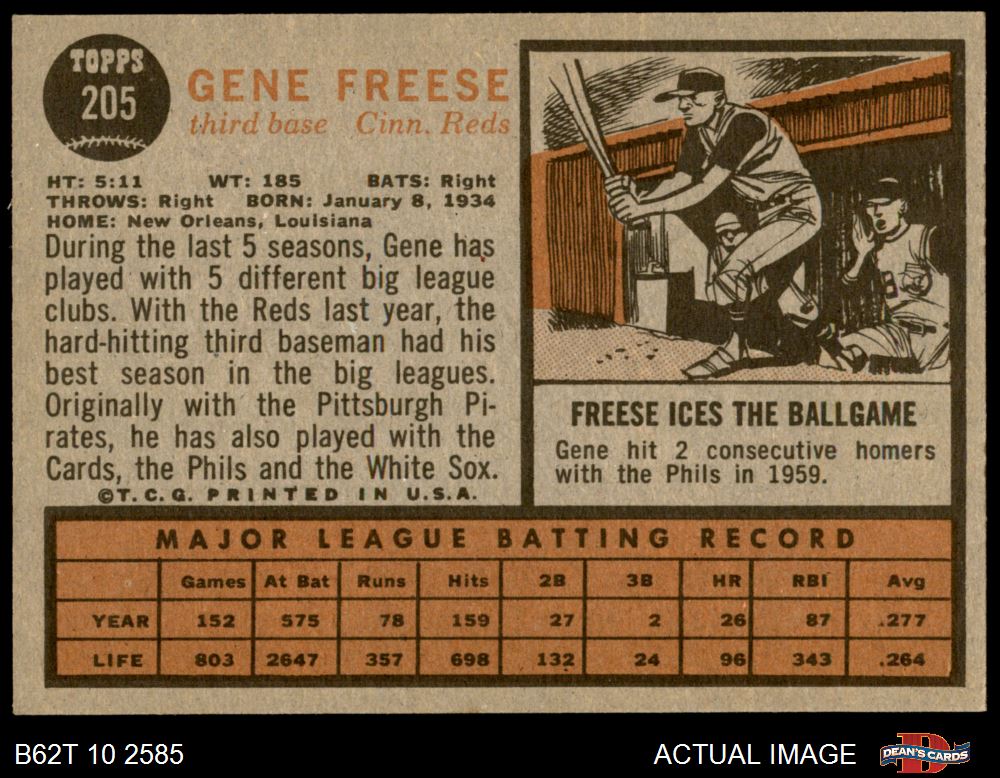 TOPPS
205
GENE FREESE
third base Cinn. Reds
HT: 5:11 WT: 185 BATS: Right
THROWS: Right BORN: January 8, 1934
HOME: New Orleans, Louisiana
During the last 5 seasons, Gene has
played with 5 different big league
clubs. With the Reds last year, the
hard-hitting third baseman had his
best season in the big leagues.
Originally with the Pittsburgh Pi-
rates, he has also played with the
Cards, the Phils and the White Sox.
©T.C.G. PRINTED IN U.S.A.
FREESE ICES THE BALLGAME
Gene hit 2 consecutive homers
with the Phils in 1959.
MAJOR LEAGUE BATTING RECORD
Games At Bat Runs Hits 2B 3B HR RBI Avg
YEAR 152 575 78 159 27 2 26 87 .277
LIFE 803 2647 357 698 132 24 96 343 .264
B62T 10 2585 ACTUAL IMAGE
D
DEAN'S CARDS